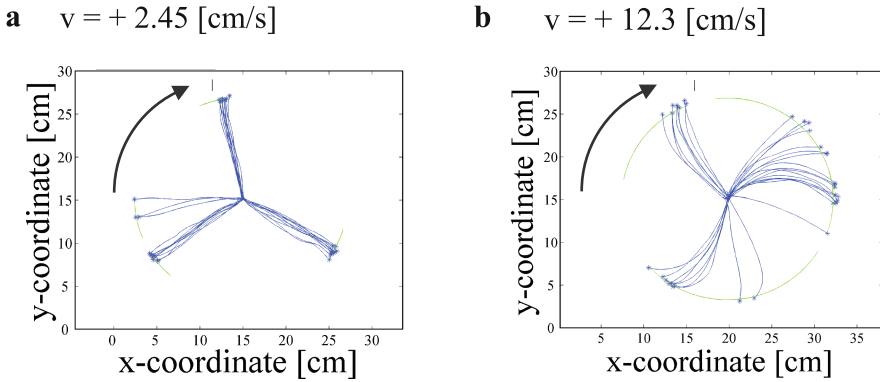 a v = + 2.45 [cm/s]
b v = + 12.3 [cm/s]
y-coordinate [cm]
30
25
20
15
10
5
0
0 5 10 15 20 25 30
x-coordinate [cm]
y-coordinate [cm]
30
25
20
15
10
5
0
5 10 15 20 25 30 35
x-coordinate [cm]